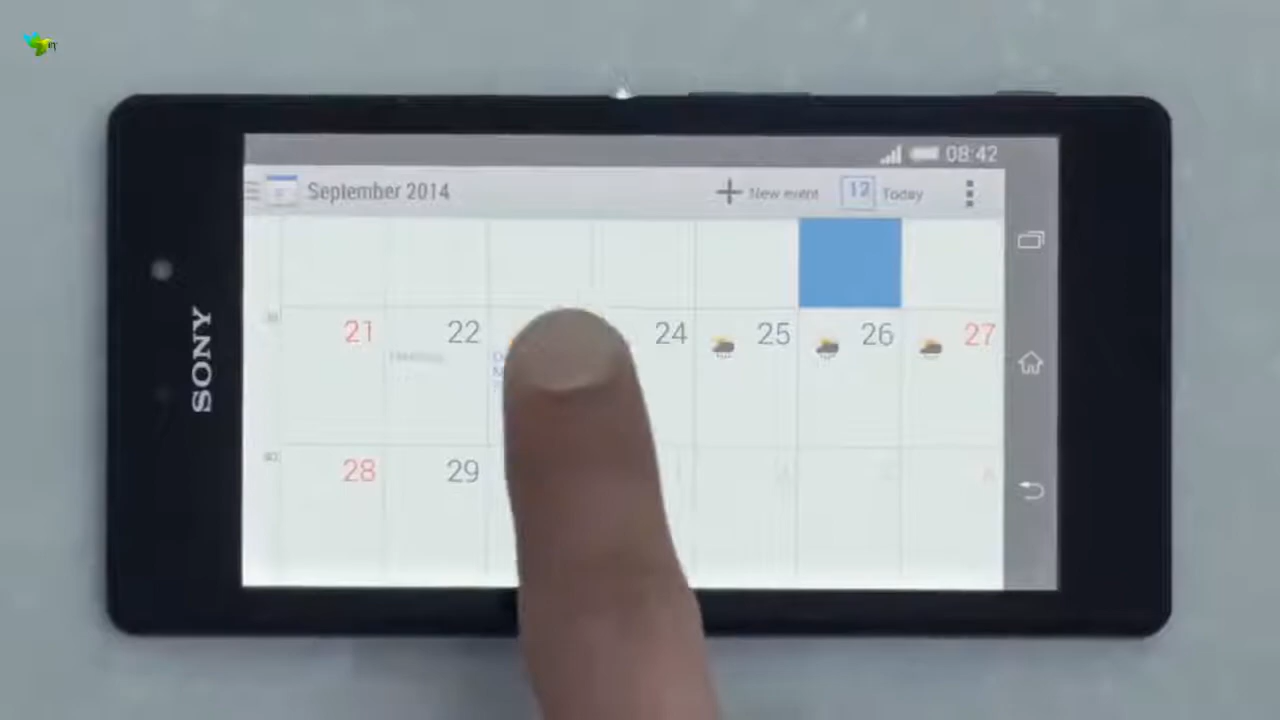 08:42
September 2014
New event
12 Today
21 22 24 25 26 27
28 29
SONY